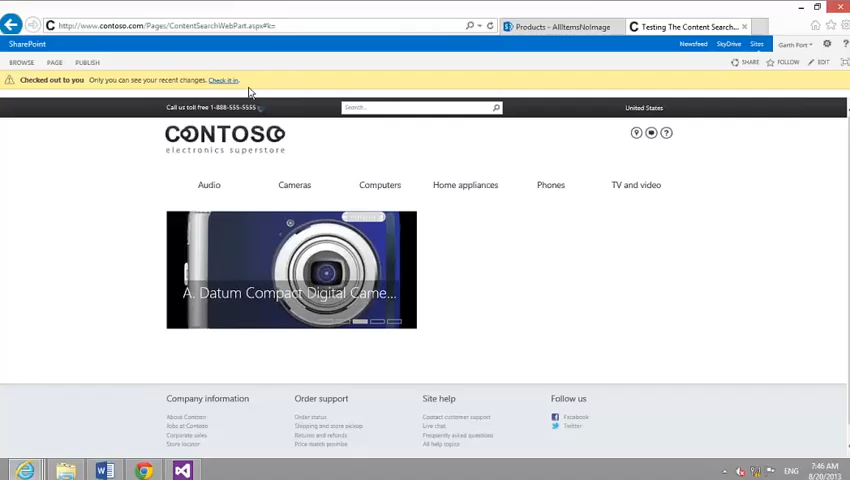 http://www.contoso.com/Pages/ContentSearchWebPart.aspx#k=
Products - AllItemsNoImage
Testing The Content Search...
SharePoint
Newsfeed SkyDrive Sites Garth Fort
BROWSE PAGE PUBLISH
SHARE FOLLOW EDIT
Checked out to you Only you can see your recent changes. Check it in.
Call us toll free 1-888-555-5555
Search...
United States
CONTOSO
electronics superstore
Audio Cameras Computers Home appliances Phones TV and video
A. Datum Compact Digital Came...
Company information Order support Site help Follow us
About Contoso Order status Contact customer support Facebook
Jobs at Contoso Shipping and store pickup Live chat Twitter
Corporate sales Returns and refunds Frequently asked questions
Store locator Price match promise All help topics
ENG
7:46 AM
8/20/2013